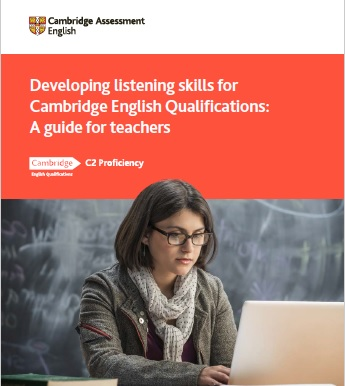 Cambridge Assessment
English
Developing listening skills for
Cambridge English Qualifications:
A guide for teachers
Cambridge
English Qualifications
C2 Proficiency